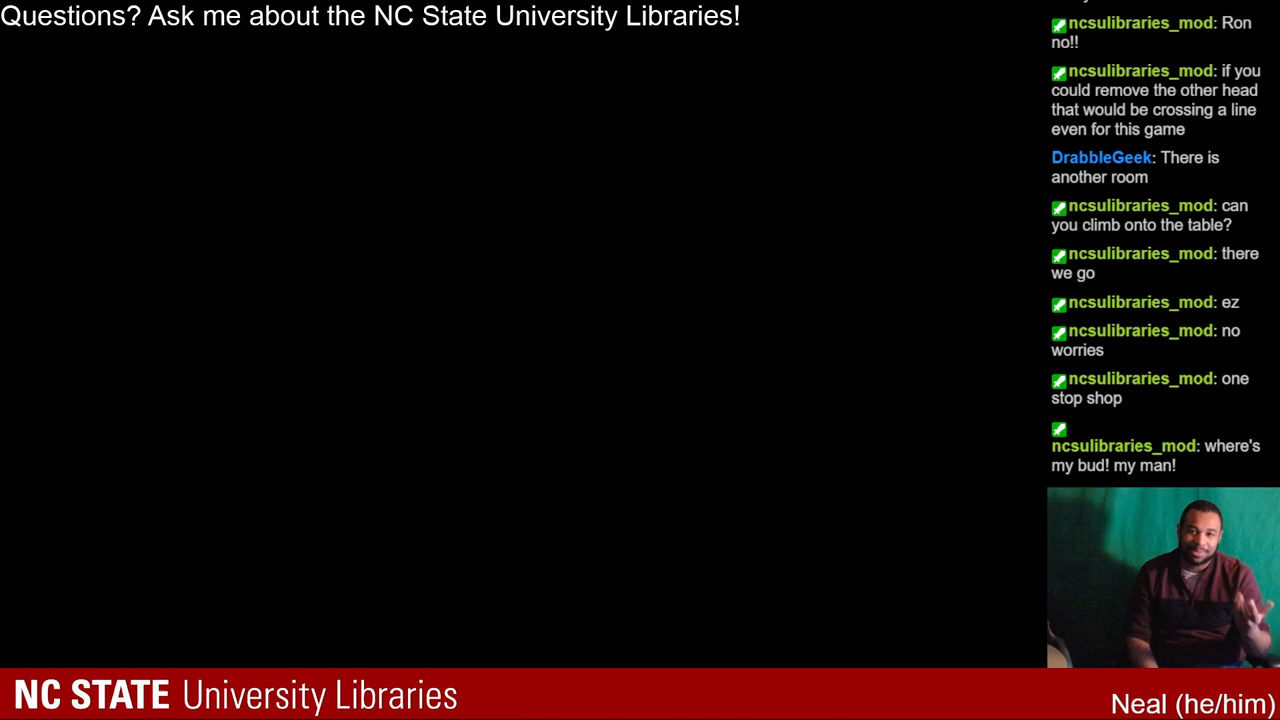 Questions? Ask me about the NC State University Libraries!
ncsulibraries_mod: Ron
no!!
ncsulibraries_mod: if you
could remove the other head
that would be crossing a line
even for this game
DrabbleGeek: There is
another room
ncsulibraries_mod: can
you climb onto the table?
ncsulibraries_mod: there
we go
ncsulibraries_mod: ez
ncsulibraries_mod: no
worries
ncsulibraries_mod: one
stop shop
ncsulibraries_mod: where's
my bud! my man!
NC STATE University Libraries
Neal (he/him)